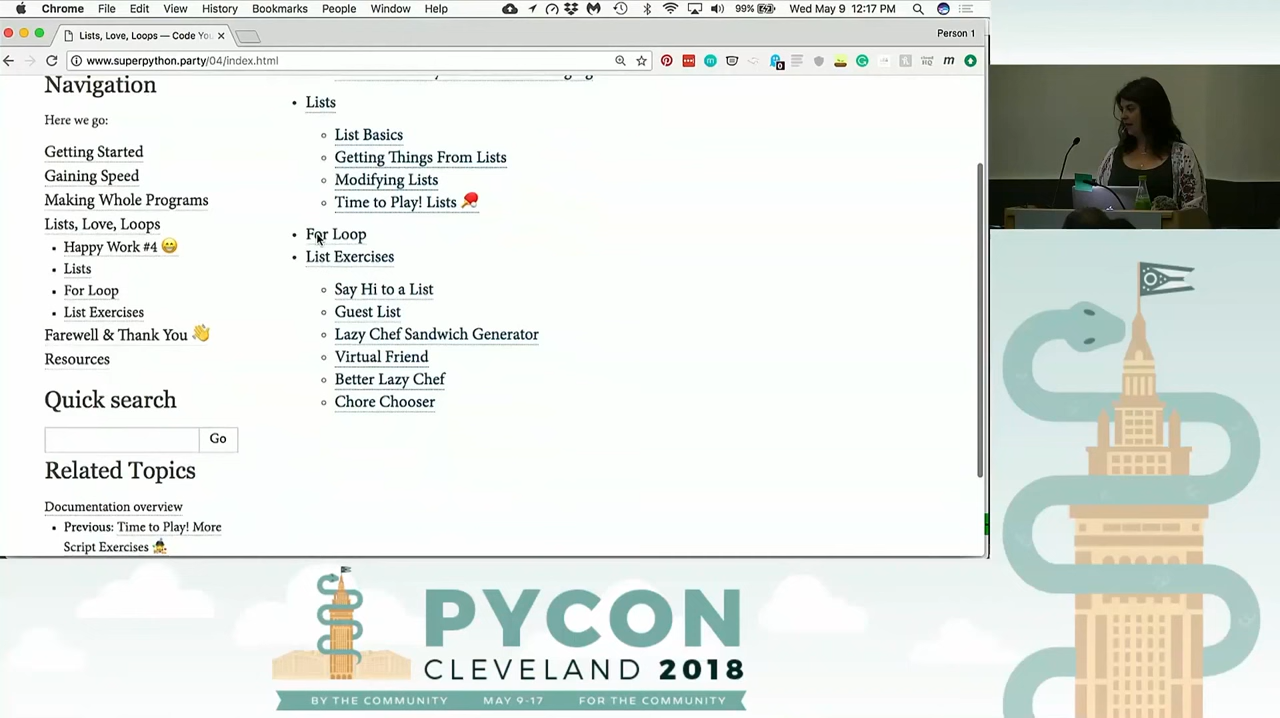 Chrome File Edit View History Bookmarks People Window Help 99% Wed May 9 12:17 PM
Lists, Love, Loops — Code You
Person 1
www.superpython.party/04/index.html
0
m
Navigation
Here we go:
Getting Started
Gaining Speed
Making Whole Programs
Lists, Love, Loops
Happy Work #4 😁
Lists
For Loop
List Exercises
Farewell & Thank You 👋
Resources
Quick search
Go
Related Topics
Documentation overview
Previous: Time to Play! More
Script Exercises
Lists
List Basics
Getting Things From Lists
Modifying Lists
Time to Play! Lists 🏓
For Loop
List Exercises
Say Hi to a List
Guest List
Lazy Chef Sandwich Generator
Virtual Friend
Better Lazy Chef
Chore Chooser
PYCON
CLEVELAND 2018
BY THE COMMUNITY MAY 9-17 FOR THE COMMUNITY